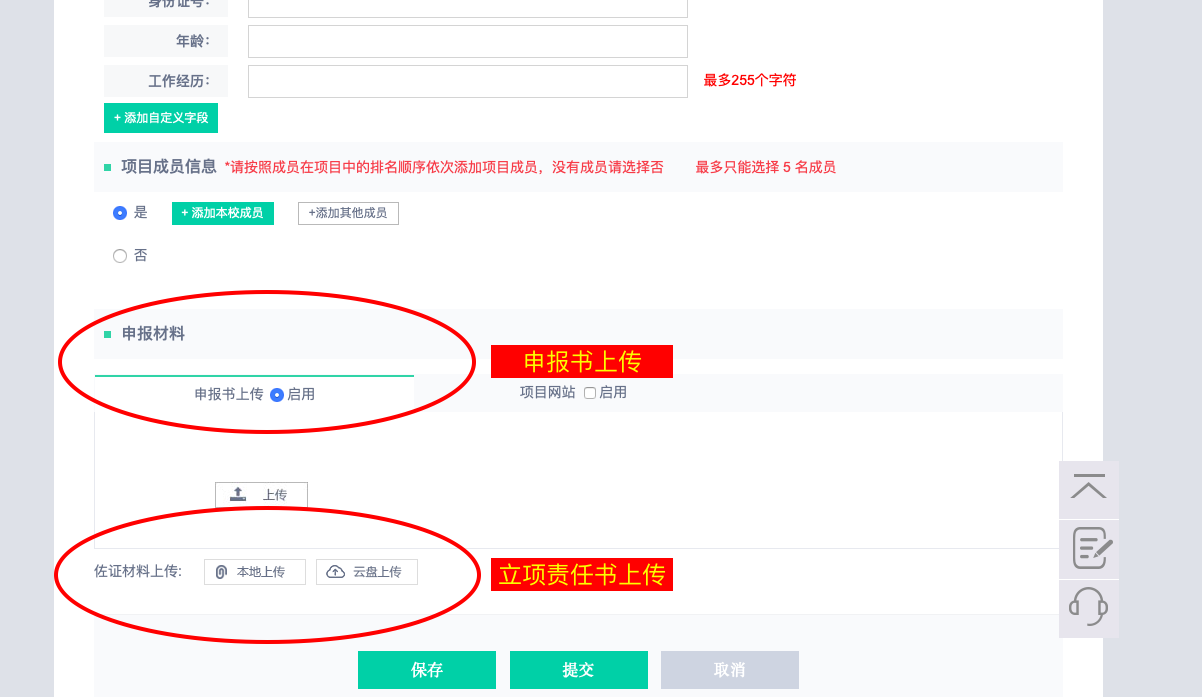 身份证号：
年龄：
工作经历：
最多255个字符
+ 添加自定义字段
项目成员信息 *请按照成员在项目中的排名顺序依次添加项目成员，没有成员请选择否 最多只能选择 5 名成员
是 + 添加本校成员 +添加其他成员
否
申报材料
申报书上传
申报书上传 启用 项目网站 启用
上传
佐证材料上传: 本地上传 云盘上传
立项责任书上传
保存 提交 取消